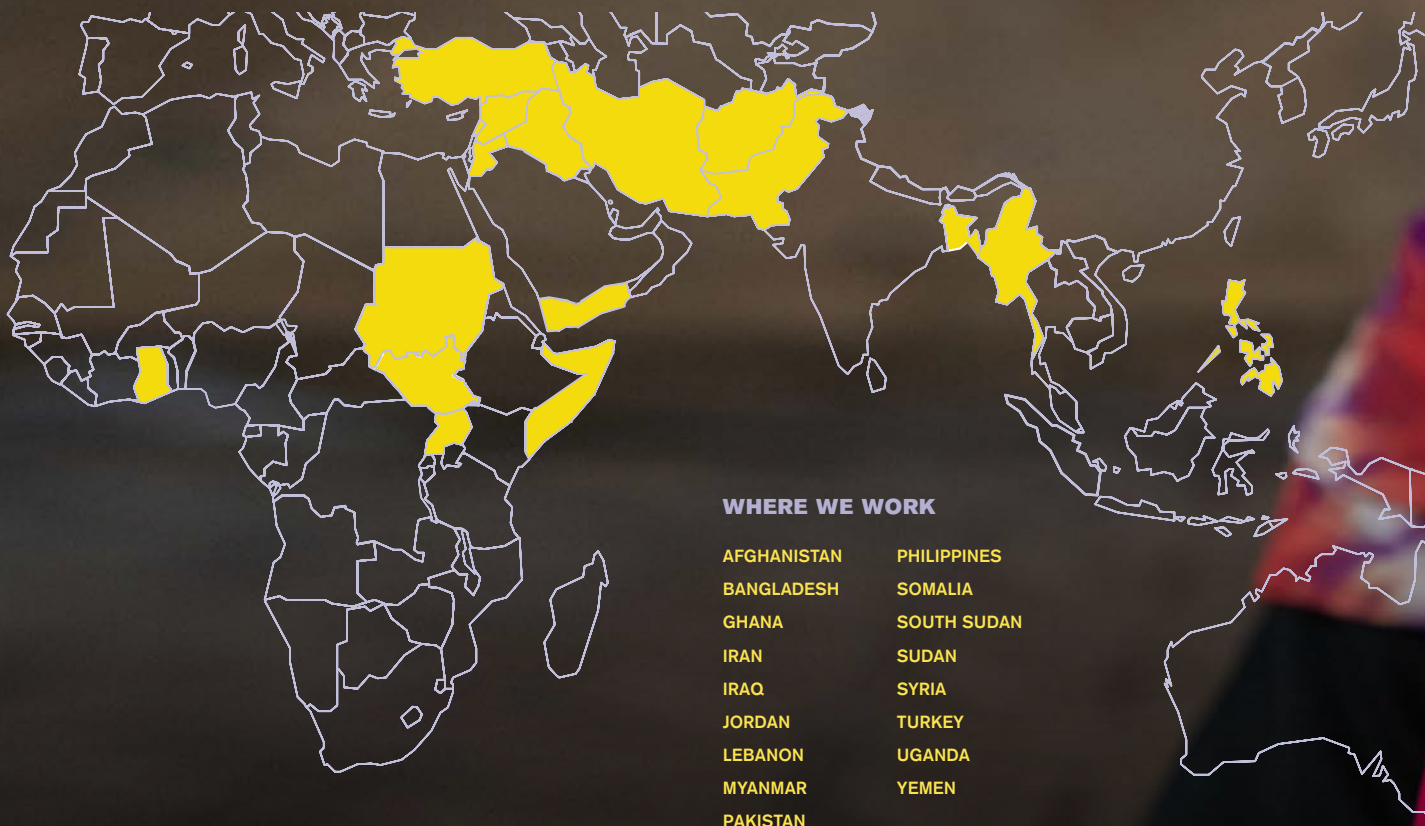 WHERE WE WORK
AFGHANISTAN
BANGLADESH
GHANA
IRAN
IRAQ
JORDAN
LEBANON
MYANMAR
PAKISTAN
PHILIPPINES
SOMALIA
SOUTH SUDAN
SUDAN
SYRIA
TURKEY
UGANDA
YEMEN